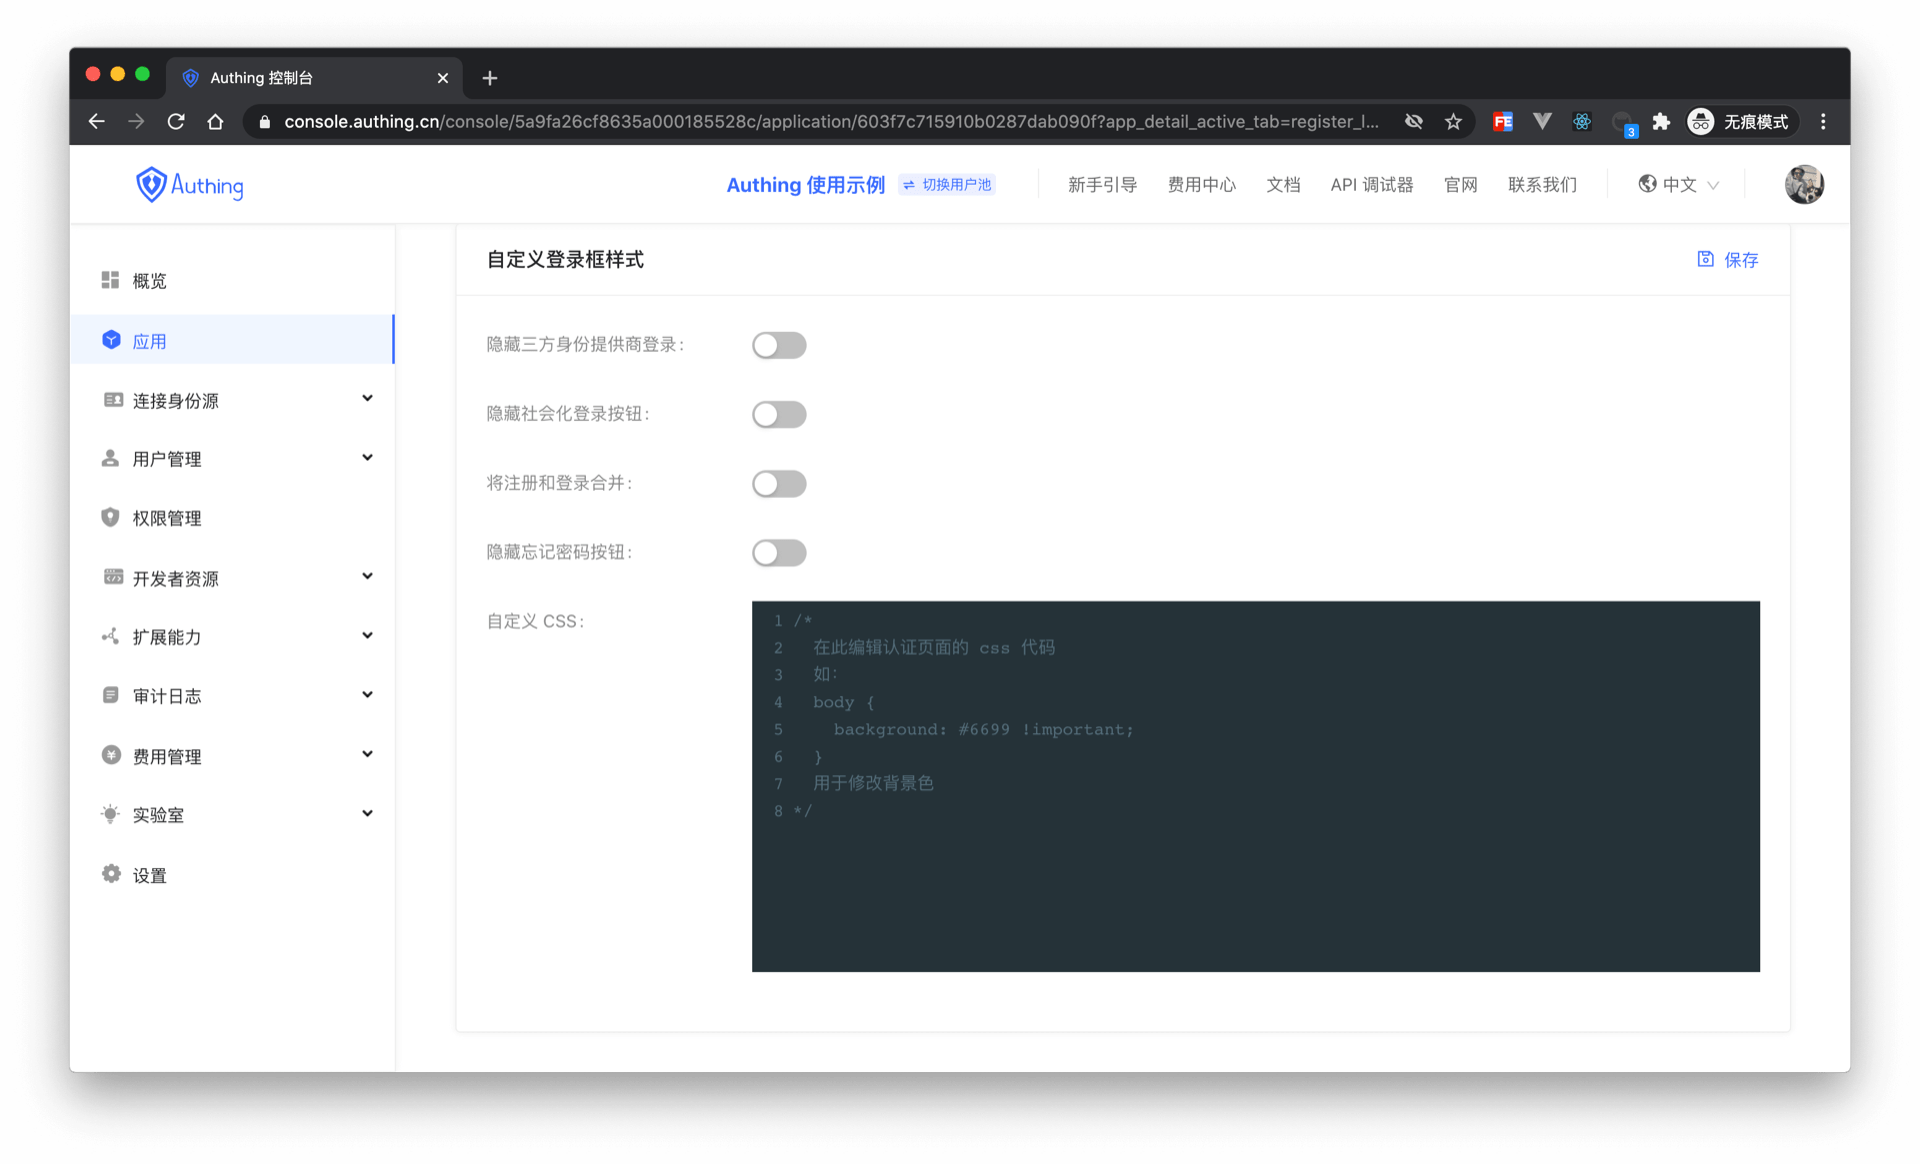 Authing 控制台
console.authing.cn/console/5a9fa26cf8635a000185528c/application/603f7c715910b0287dab090f?app_detail_active_tab=register_l...
FE
3
无痕模式
Authing
Authing 使用示例
切换用户池
新手引导
费用中心
文档
API 调试器
官网
联系我们
中文
概览
应用
连接身份源
用户管理
权限管理
开发者资源
扩展能力
审计日志
费用管理
实验室
设置
自定义登录框样式
保存
隐藏三方身份提供商登录:
隐藏社会化登录按钮:
将注册和登录合并:
隐藏忘记密码按钮:
自定义 CSS:
1 /*
2 在此编辑认证页面的 css 代码
3 如:
4 body {
5 background: #6699 !important;
6 }
7 用于修改背景色
8 */